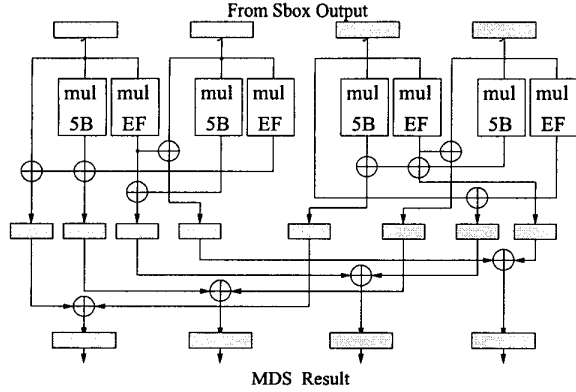 From Sbox Output
mul mul mul mul mul mul mul mul
5B EF 5B EF 5B EF 5B EF
MDS Result